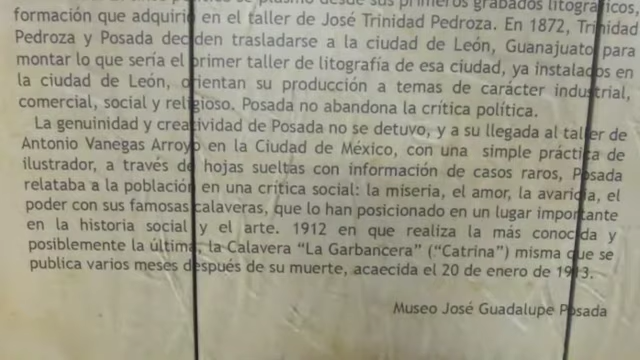 se plasmó desde sus primeros grabados litográficos,
formación que adquirió en el taller de José Trinidad Pedroza. En 1872, Trinidad
Pedroza y Posada deciden trasladarse a la ciudad de León, Guanajuato para
montar lo que sería el primer taller de litografía de esa ciudad, ya instalados en
la ciudad de León, orientan su producción a temas de carácter industrial,
comercial, social y religioso. Posada no abandona la crítica política.
La genuinidad y creatividad de Posada no se detuvo, y a su llegada al taller de
Antonio Vanegas Arroyo en la Ciudad de México, con una simple práctica de
ilustrador, a través de hojas sueltas con información de casos raros, Posada
relataba a la población en una crítica social: la miseria, el amor, la avaricia, el
poder con sus famosas calaveras, que lo han posicionado en un lugar importante
en la historia social y el arte. 1912 en que realiza la más conocida y
posiblemente la última, la Calavera "La Garbancera" ("Catrina") misma que se
publica varios meses después de su muerte, acaecida el 20 de enero de 1913.
Museo José Guadalupe Posada